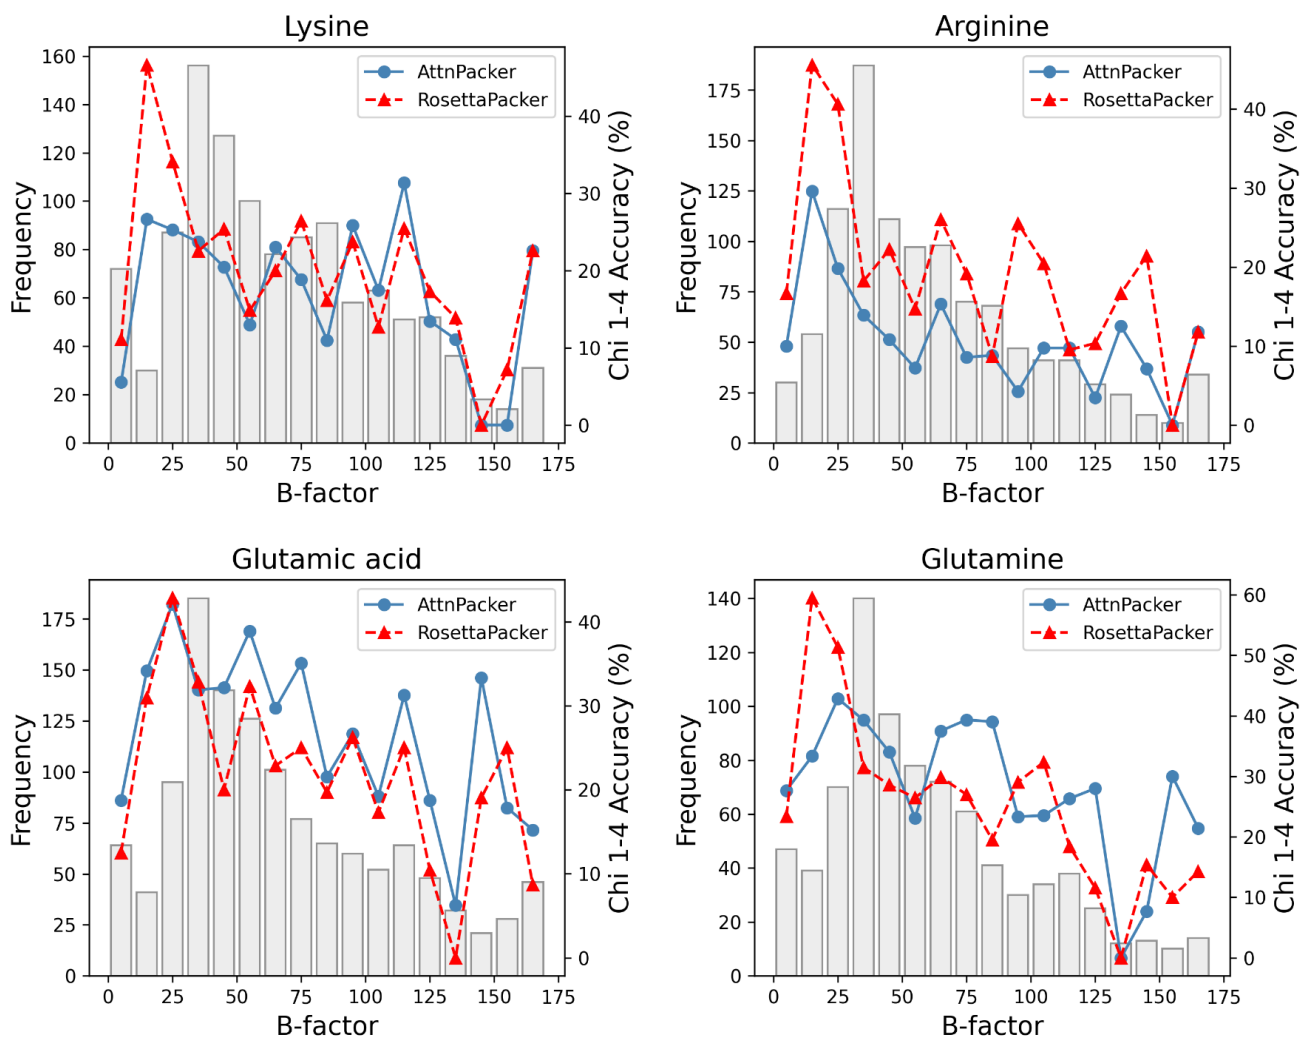 Lysine
160
140
120
100
80
60
40
20
0
Frequency
AttnPacker
RosettaPacker
40
30
20
10
0
Chi 1-4 Accuracy (%)
0 25 50 75 100 125 150 175
B-factor
Arginine
175
150
125
100
75
50
25
0
Frequency
AttnPacker
RosettaPacker
40
30
20
10
0
Chi 1-4 Accuracy (%)
0 25 50 75 100 125 150 175
B-factor
Glutamic acid
175
150
125
100
75
50
25
0
Frequency
AttnPacker
RosettaPacker
40
30
20
10
0
Chi 1-4 Accuracy (%)
0 25 50 75 100 125 150 175
B-factor
Glutamine
140
120
100
80
60
40
20
0
Frequency
AttnPacker
RosettaPacker
60
50
40
30
20
10
0
Chi 1-4 Accuracy (%)
0 25 50 75 100 125 150 175
B-factor